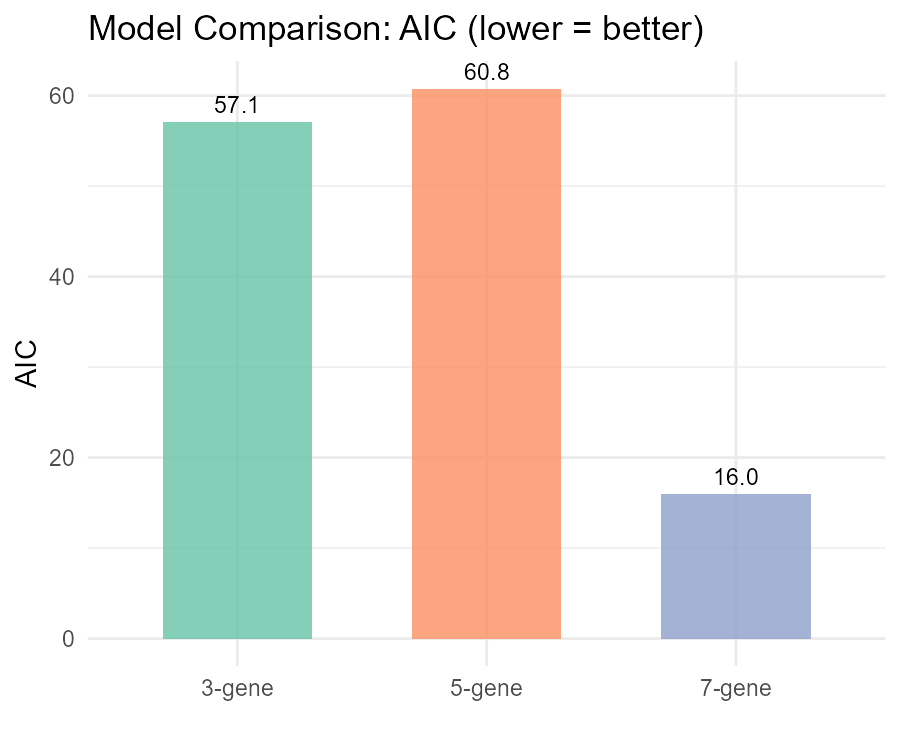 Model Comparison: AIC (lower = better)
60
40
20
0
AIC
57.1
60.8
16.0
3-gene
5-gene
7-gene